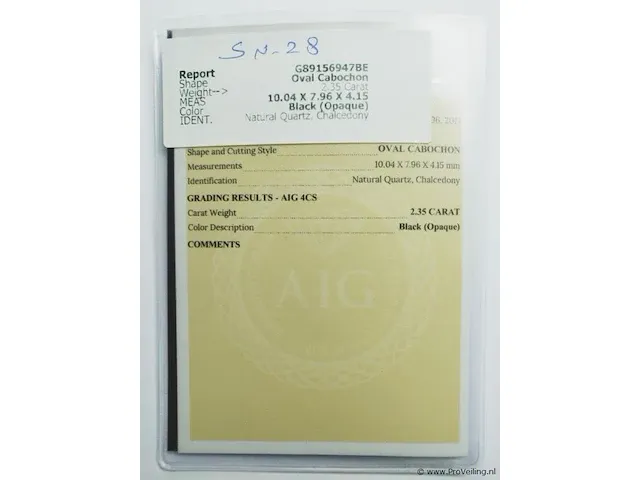 SN-28
Report G89156947BE
Shape Oval Cabochon
Weight--> 2.35 Carat
MEAS 10.04 X 7.96 X 4.15
Color Black (Opaque)
IDENT. Natural Quartz, Chalcedony
Shape and Cutting Style OVAL CABOCHON
Measurements 10.04 X 7.96 X 4.15 mm
Identification Natural Quartz, Chalcedony
GRADING RESULTS - AIG 4CS
Carat Weight 2.35 CARAT
Color Description Black (Opaque)
COMMENTS
AIG
© www.ProVeiling.nl